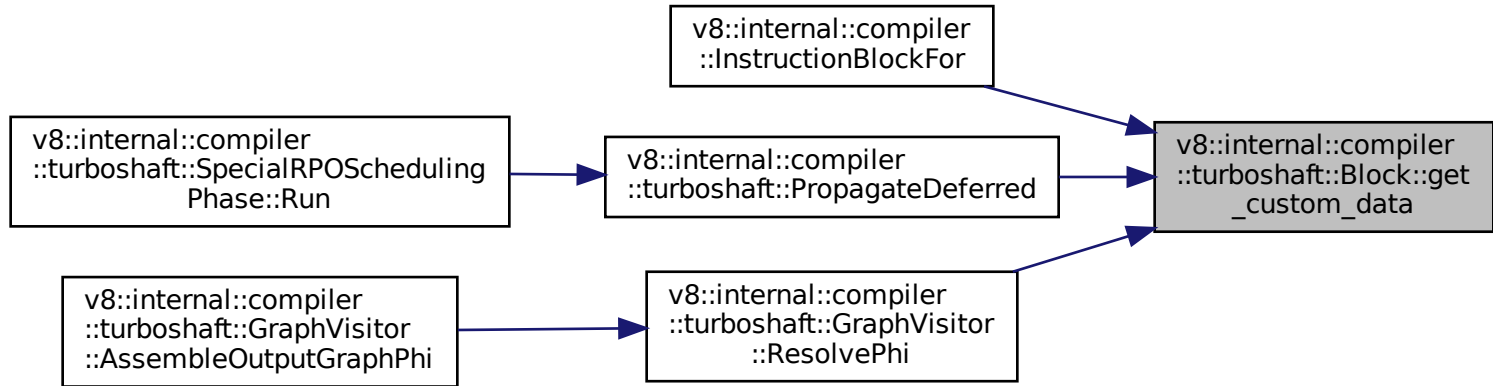 v8::internal::compiler
::InstructionBlockFor
v8::internal::compiler
::turboshaft::SpecialRPOScheduling
Phase::Run
v8::internal::compiler
::turboshaft::PropagateDeferred
v8::internal::compiler
::turboshaft::Block::get
_custom_data
v8::internal::compiler
::turboshaft::GraphVisitor
::AssembleOutputGraphPhi
v8::internal::compiler
::turboshaft::GraphVisitor
::ResolvePhi